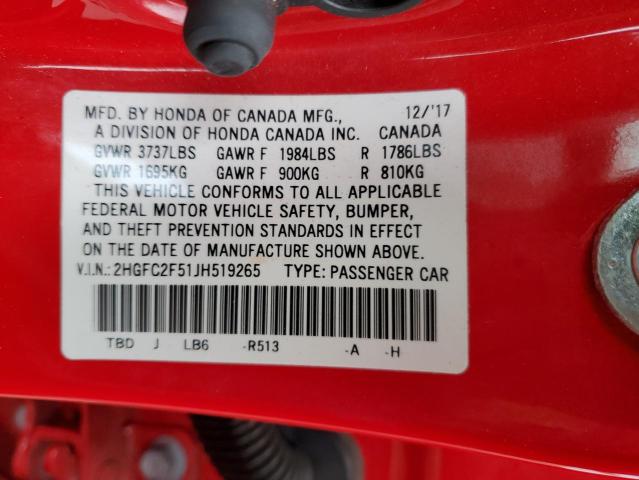 MFD. BY HONDA OF CANADA MFG., 12/'17
A DIVISION OF HONDA CANADA INC. CANADA
GVWR 3737LBS GAWR F 1984LBS R 1786LBS
GVWR 1695KG GAWR F 900KG R 810KG
THIS VEHICLE CONFORMS TO ALL APPLICABLE
FEDERAL MOTOR VEHICLE SAFETY, BUMPER,
AND THEFT PREVENTION STANDARDS IN EFFECT
ON THE DATE OF MANUFACTURE SHOWN ABOVE.
V.I.N.: 2HGFC2F51JH519265 TYPE: PASSENGER CAR
TBD J LB6 -R513 -A -H